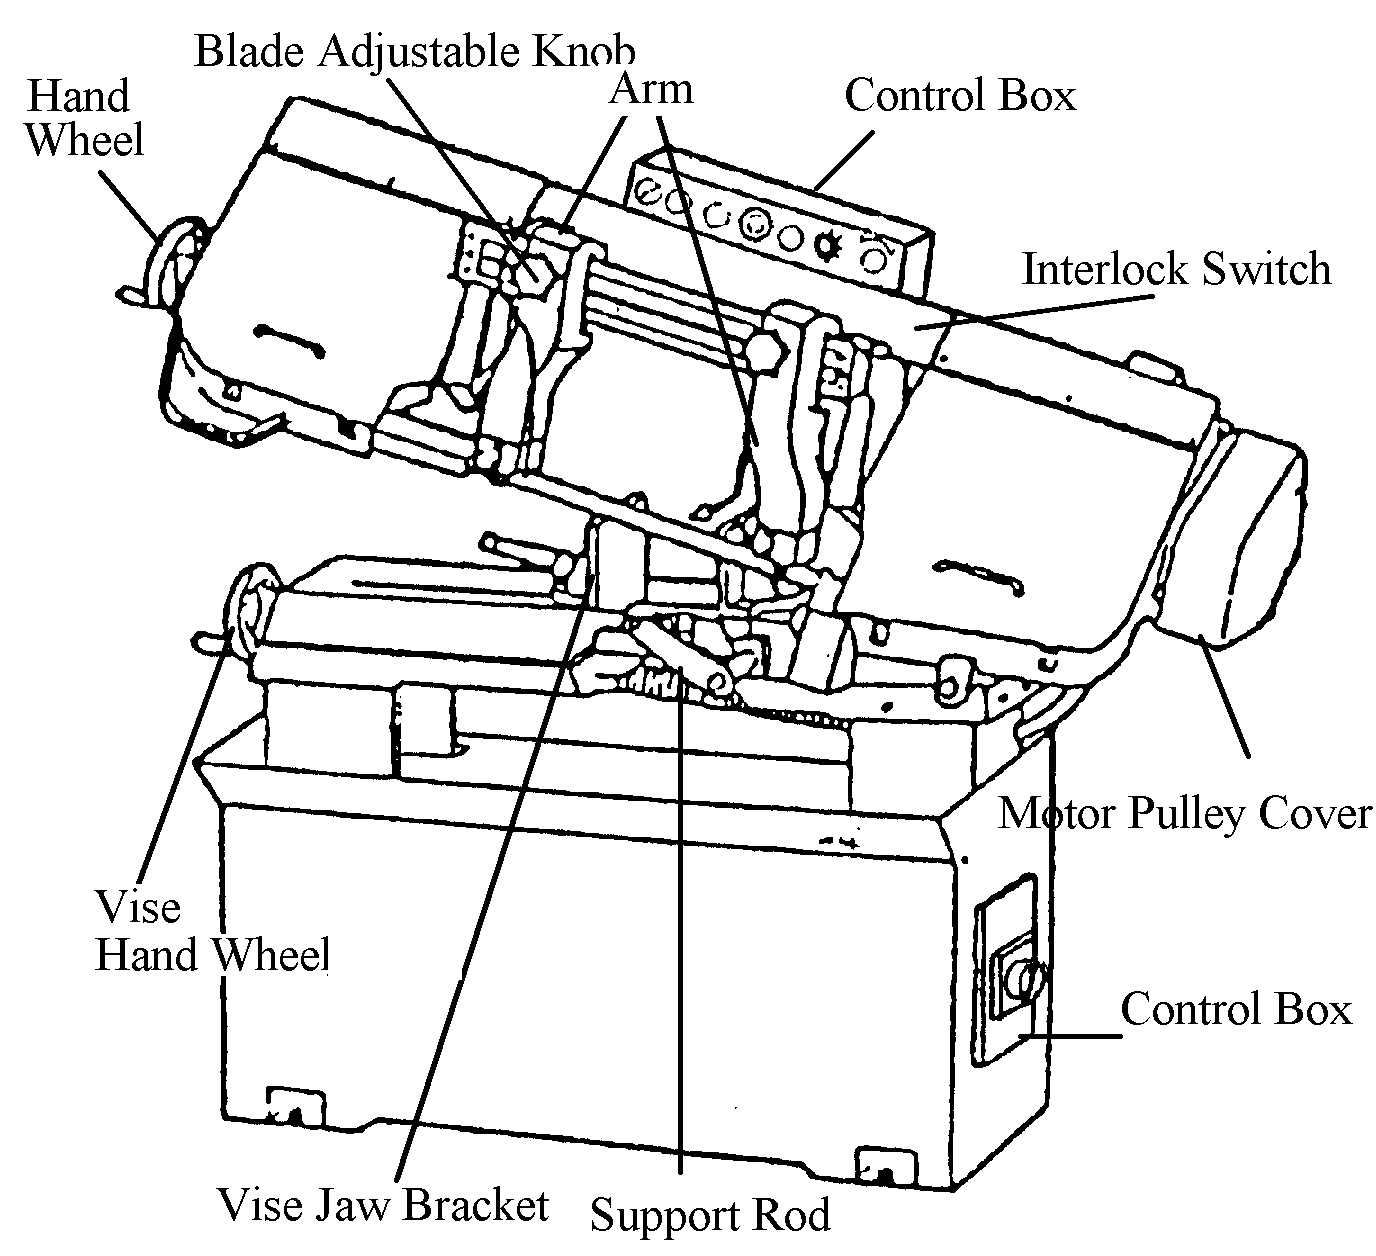 Blade Adjustable Knob
Hand
Wheel
Arm
Control Box
Interlock Switch
Motor Pulley Cover
Vise
Hand Wheel
Control Box
Vise Jaw Bracket
Support Rod